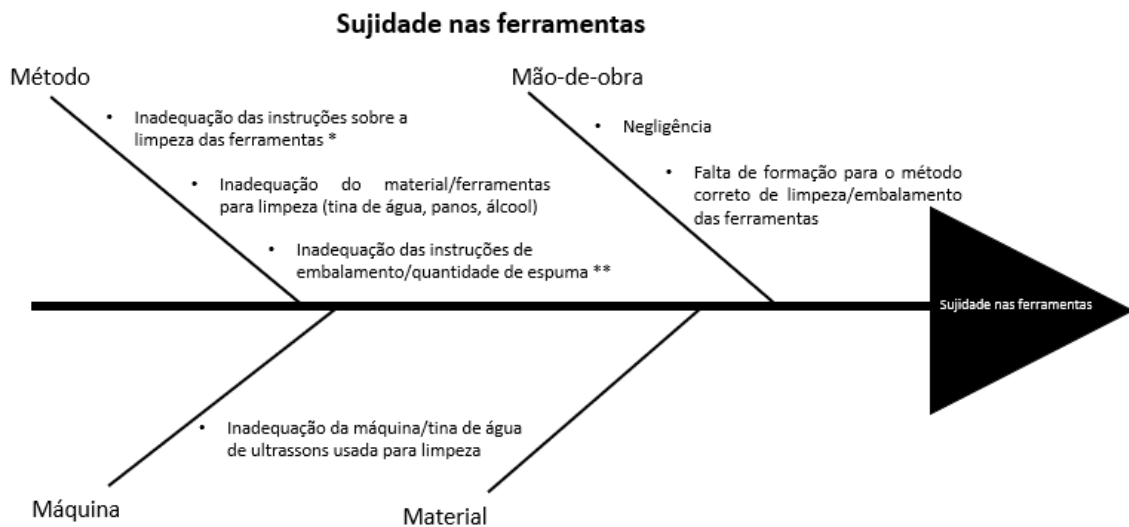 Sujidade nas ferramentas
Método
Mão-de-obra
• Inadequação das instruções sobre a
limpeza das ferramentas *
• Inadequação do material/ferramentas
para limpeza (tina de água, panos, álcool)
• Inadequação das instruções de
embalamento/quantidade de espuma **
• Negligência
• Falta de formação para o método
correto de limpeza/embalamento
das ferramentas
Sujidade nas ferramentas
• Inadequação da máquina/tina de água
de ultrassons usada para limpeza
Máquina
Material